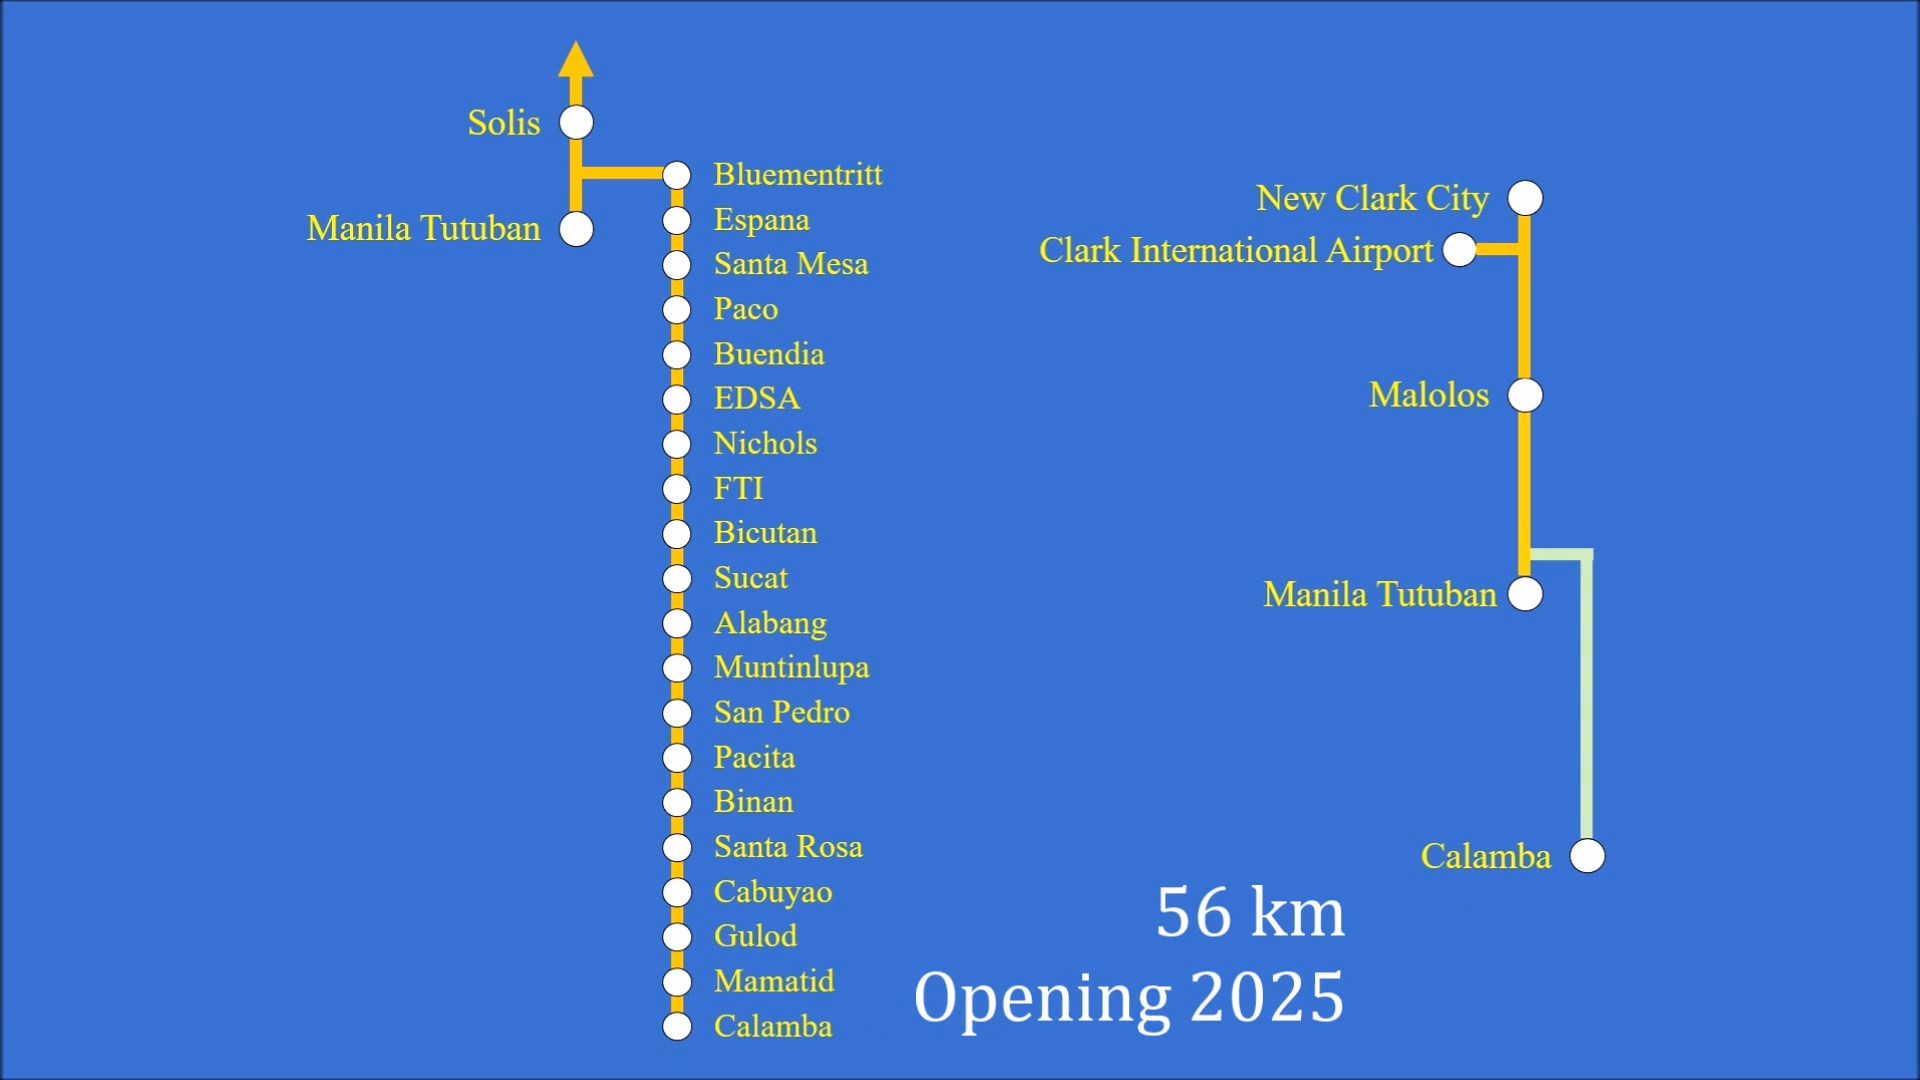 Solis
Manila Tutuban
Bluementritt
Espana
Santa Mesa
Paco
Buendia
EDSA
Nichols
FTI
Bicutan
Sucat
Alabang
Muntinlupa
San Pedro
Pacita
Binan
Santa Rosa
Cabuyao
Gulod
Mamatid
Calamba
New Clark City
Clark International Airport
Malolos
Manila Tutuban
Calamba
56 km
Opening 2025